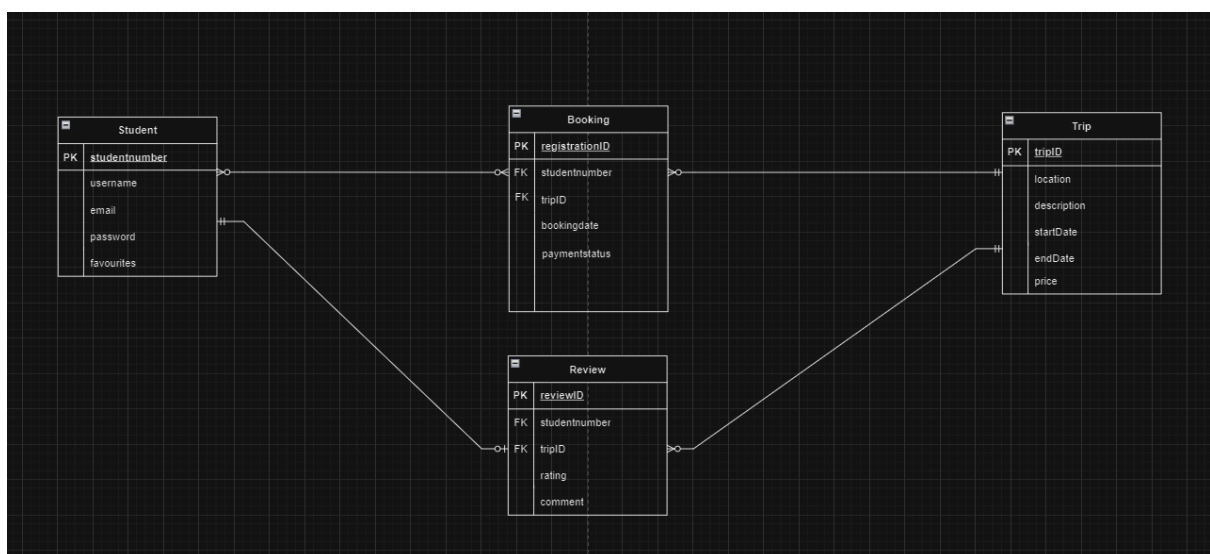 Student
PK studentnumber
username
email
password
favourites
Booking
PK registrationID
FK studentnumber
FK tripID
bookingdate
paymentstatus
Trip
PK tripID
location
description
startDate
endDate
price
Review
PK reviewID
FK studentnumber
FK tripID
rating
comment